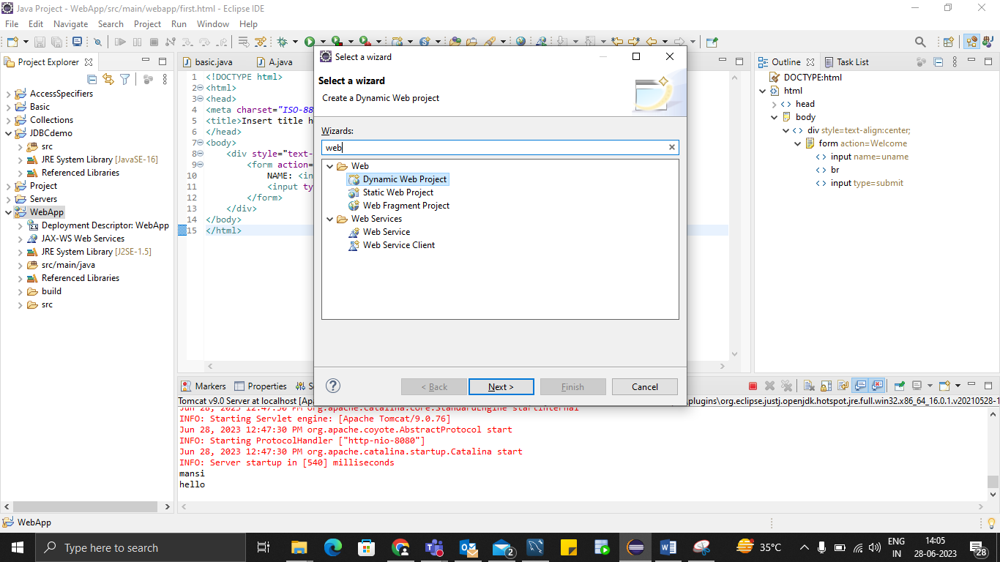 Java Project - WebApp/src/main/webapp/first.html - Eclipse IDE
File Edit Navigate Search Project Run Window Help
Project Explorer
AccessSpecifiers
Basic
Collections
JDBCdemo
src
JRE System Library [JavaSE-16]
Referenced Libraries
Project
Servers
WebApp
Deployment Descriptor: WebApp
JAX-WS Web Services
JRE System Library [J2SE-1.5]
src/main/java
Referenced Libraries
build
src
basic.java A.java
1 <!DOCTYPE html>
2 <html>
3 <head>
4 <meta charset="ISO-88
5 <title>Insert title h
6 </head>
7 <body>
8 <div style="text-
9 <form action=
10 NAME: <in
11 <input ty
12 </form>
13 </div>
14 </body>
15 </html>
Select a wizard
Select a wizard
Create a Dynamic Web project
Wizards:
web
Web
Dynamic Web Project
Static Web Project
Web Fragment Project
Web Services
Web Service
Web Service Client
< Back Next > Finish Cancel
Outline Task List
DOCTYPE:html
html
head
body
div style=text-align:center;
form action=Welcome
input name=uname
br
input type=submit
Markers Properties S
Tomcat v9.0 Server at localhost [Apa \plugins\org.eclipse.justj.openjdk.hotspot.jre.full.win32.x86_64_16.0.1.v20210528-1
Jun 28, 2023 12:47:30 PM org.apache.catalina.core.StandardEngine startInternal
INFO: Starting Servlet engine: [Apache Tomcat/9.0.76]
Jun 28, 2023 12:47:30 PM org.apache.coyote.AbstractProtocol start
INFO: Starting ProtocolHandler ["http-nio-8080"]
Jun 28, 2023 12:47:30 PM org.apache.catalina.startup.Catalina start
INFO: Server startup in [540] milliseconds
mansi
hello
WebApp
Type here to search
2
35°C
ENG
IN
14:05
28-06-2023
28